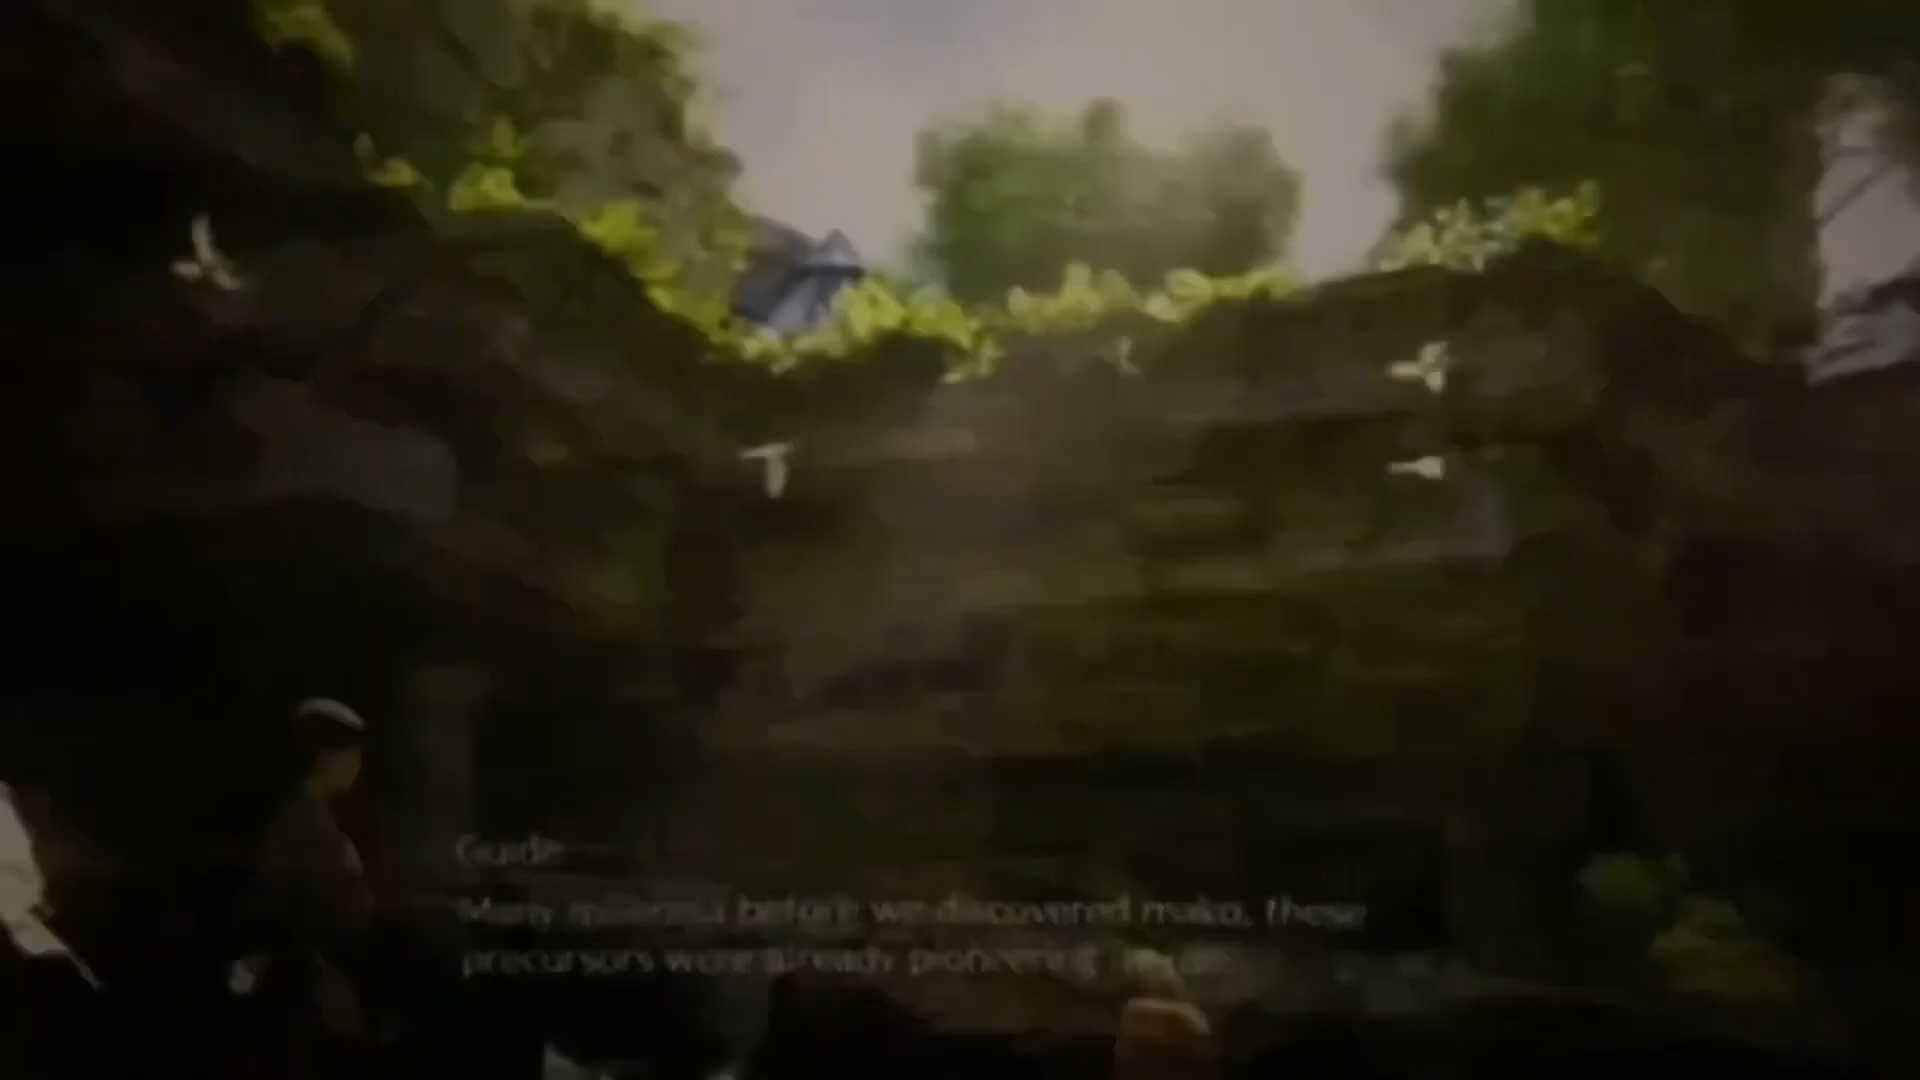 Guide
Many millennia before we discovered mako, these
precursors were already pioneering